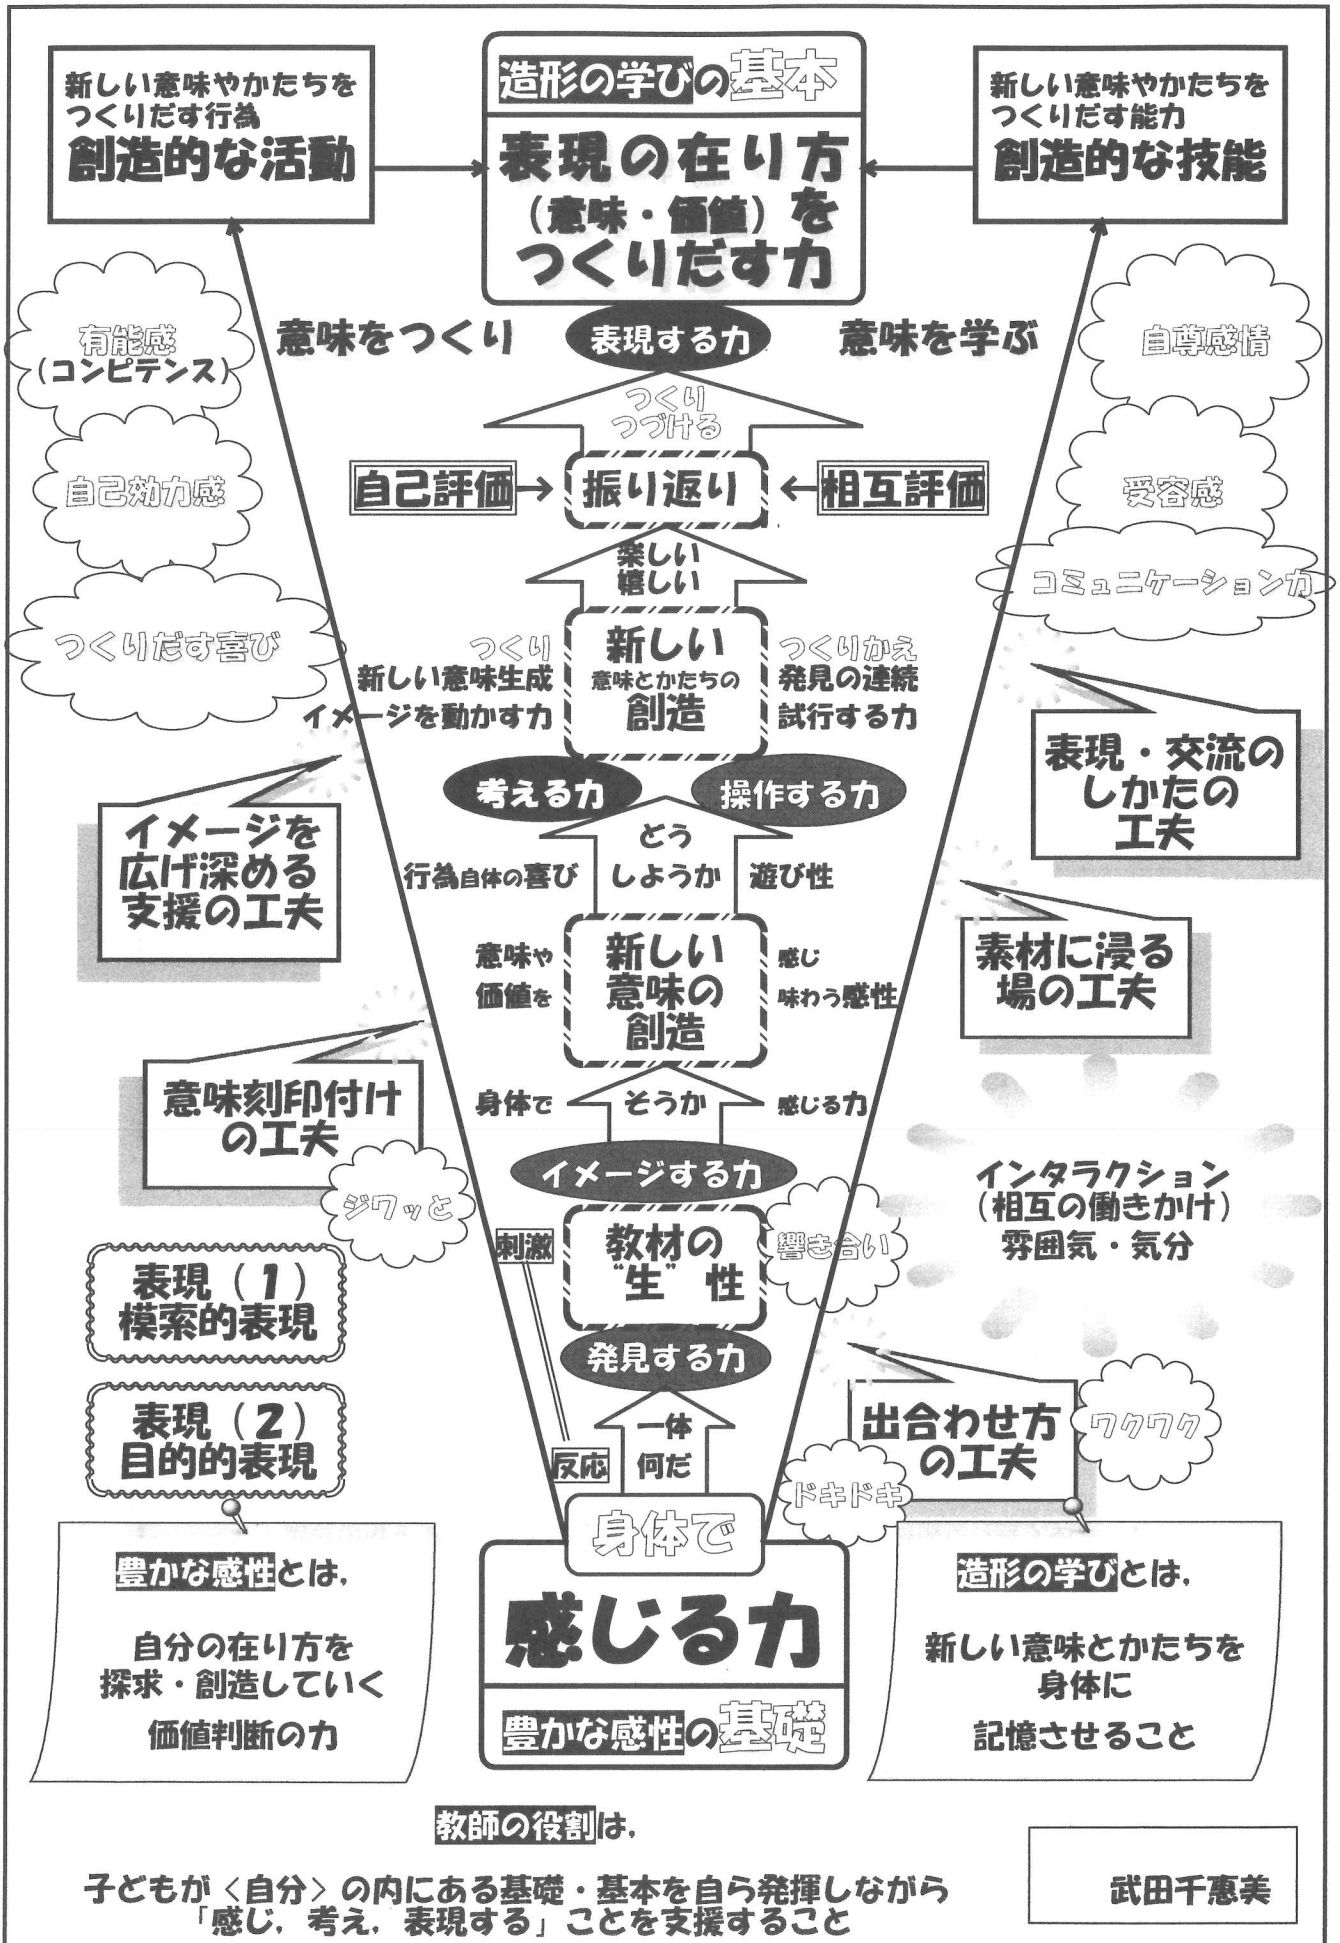 新しい意味やかたちを
つくりだす行為
創造的な活動
造形の学びの基本
表現の在り方
(意味・価値)を
つくりだす力
新しい意味やかたちを
つくりだす能力
創造的な技能
有能感
(コンピテンス)
意味をつくり
表現する力
意味を学ぶ
自尊感情
つくり
つづける
自己効力感
自己評価
振り返り
相互評価
受容感
楽しい
嬉しい
コミュニケーション力
つくりだす喜び
つくり
新しい意味生成
イメージを動かす力
新しい
意味とかたちの
創造
つくりかえ
発見の連続
試行する力
表現・交流の
しかたの
工夫
考える力
操作する力
イメージを
広げ深める
支援の工夫
行為自体の喜び
どう
しようか
遊び性
意味や
価値を
新しい
意味の
創造
感じ
味わう感性
素材に浸る
場の工夫
意味刻印付け
の工夫
身体で
そうか
感じる力
ジワッと
イメージする力
インタラクション
(相互の働きかけ)
雰囲気・気分
刺激
教材の
"生"性
響き合い
表現(1)
模索的表現
発見する力
表現(2)
目的的表現
反応
一体
何だ
出合わせ方
の工夫
ワクワク
ドキドキ
身体で
感じる力
豊かな感性の基礎
豊かな感性とは,
自分の在り方を
探求・創造していく
価値判断の力
造形の学びとは,
新しい意味とかたちを
身体に
記憶させること
教師の役割は,
子どもが〈自分〉の内にある基礎・基本を自ら発揮しながら
「感じ,考え,表現する」ことを支援すること
武田千恵美